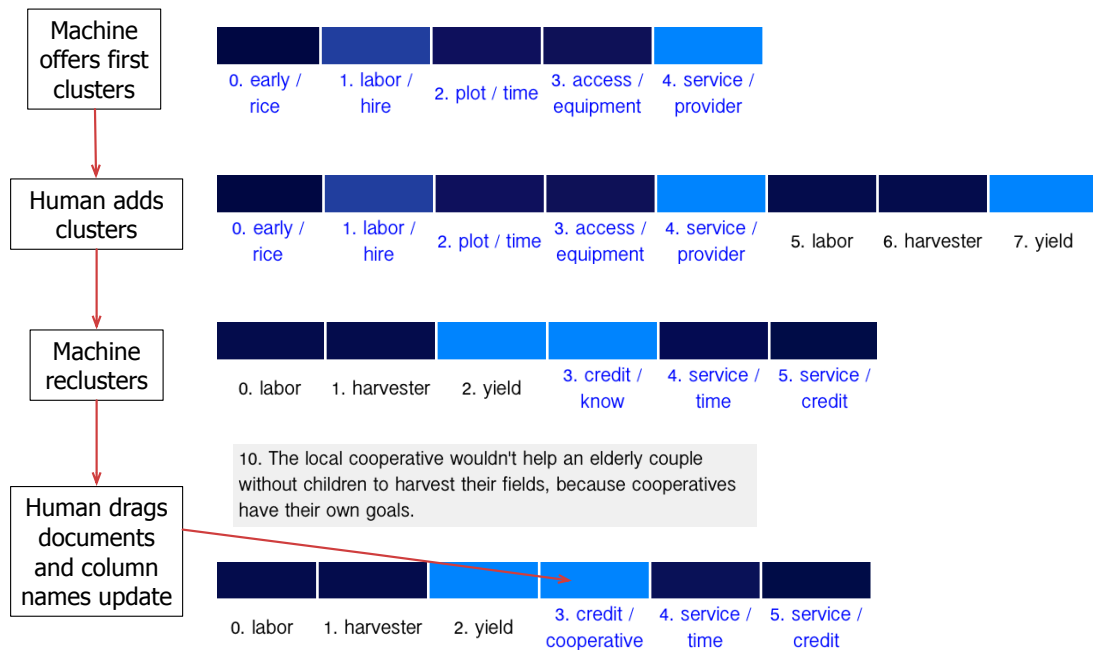 Machine
offers first
clusters
0. early /
rice
1. labor /
hire
2. plot / time
3. access /
equipment
4. service /
provider
Human adds
clusters
0. early /
rice
1. labor /
hire
2. plot / time
3. access /
equipment
4. service /
provider
5. labor
6. harvester
7. yield
Machine
reclusters
0. labor
1. harvester
2. yield
3. credit /
know
4. service /
time
5. service /
credit
10. The local cooperative wouldn't help an elderly couple
without children to harvest their fields, because cooperatives
have their own goals.
Human drags
documents
and column
names update
0. labor
1. harvester
2. yield
3. credit /
cooperative
4. service /
time
5. service /
credit